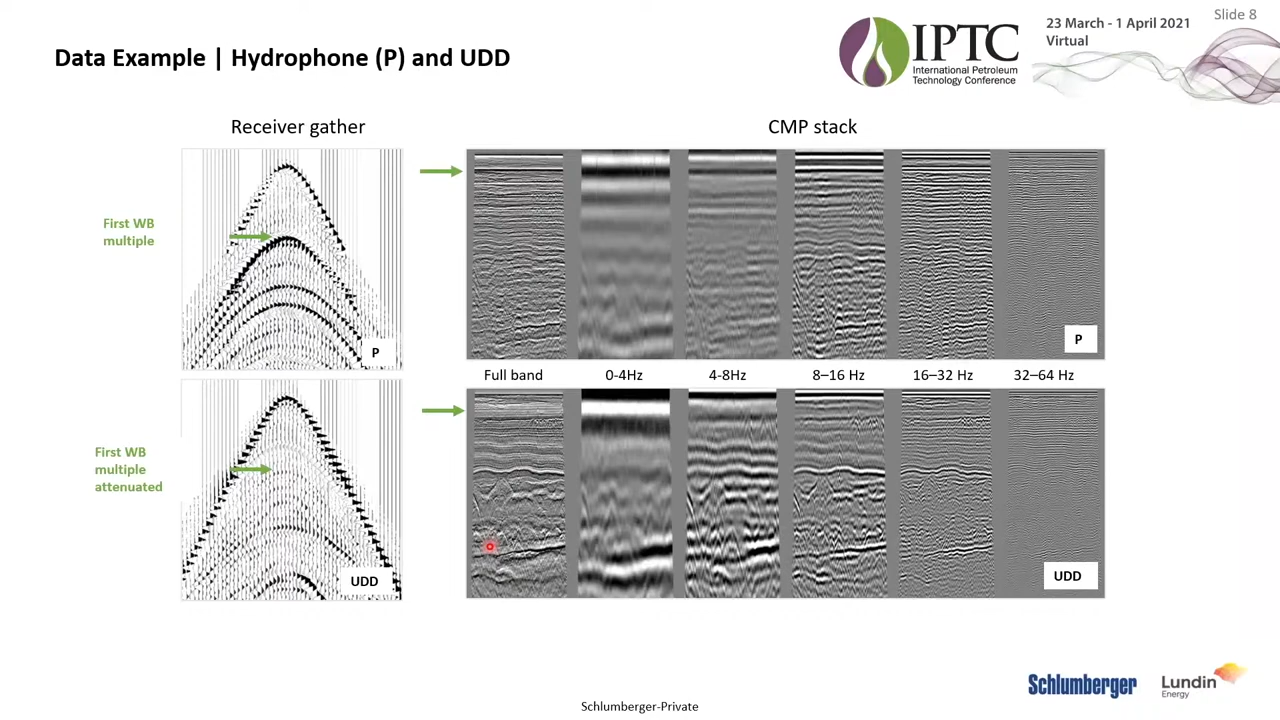 Slide 8
Data Example | Hydrophone (P) and UDD
IPTC
International Petroleum
Technology Conference
23 March - 1 April 2021
Virtual
Receiver gather
CMP stack
First WB
multiple
P
P
Full band
0-4Hz
4-8Hz
8–16 Hz
16–32 Hz
32–64 Hz
First WB
multiple
attenuated
UDD
UDD
Schlumberger
Lundin
Energy
Schlumberger-Private